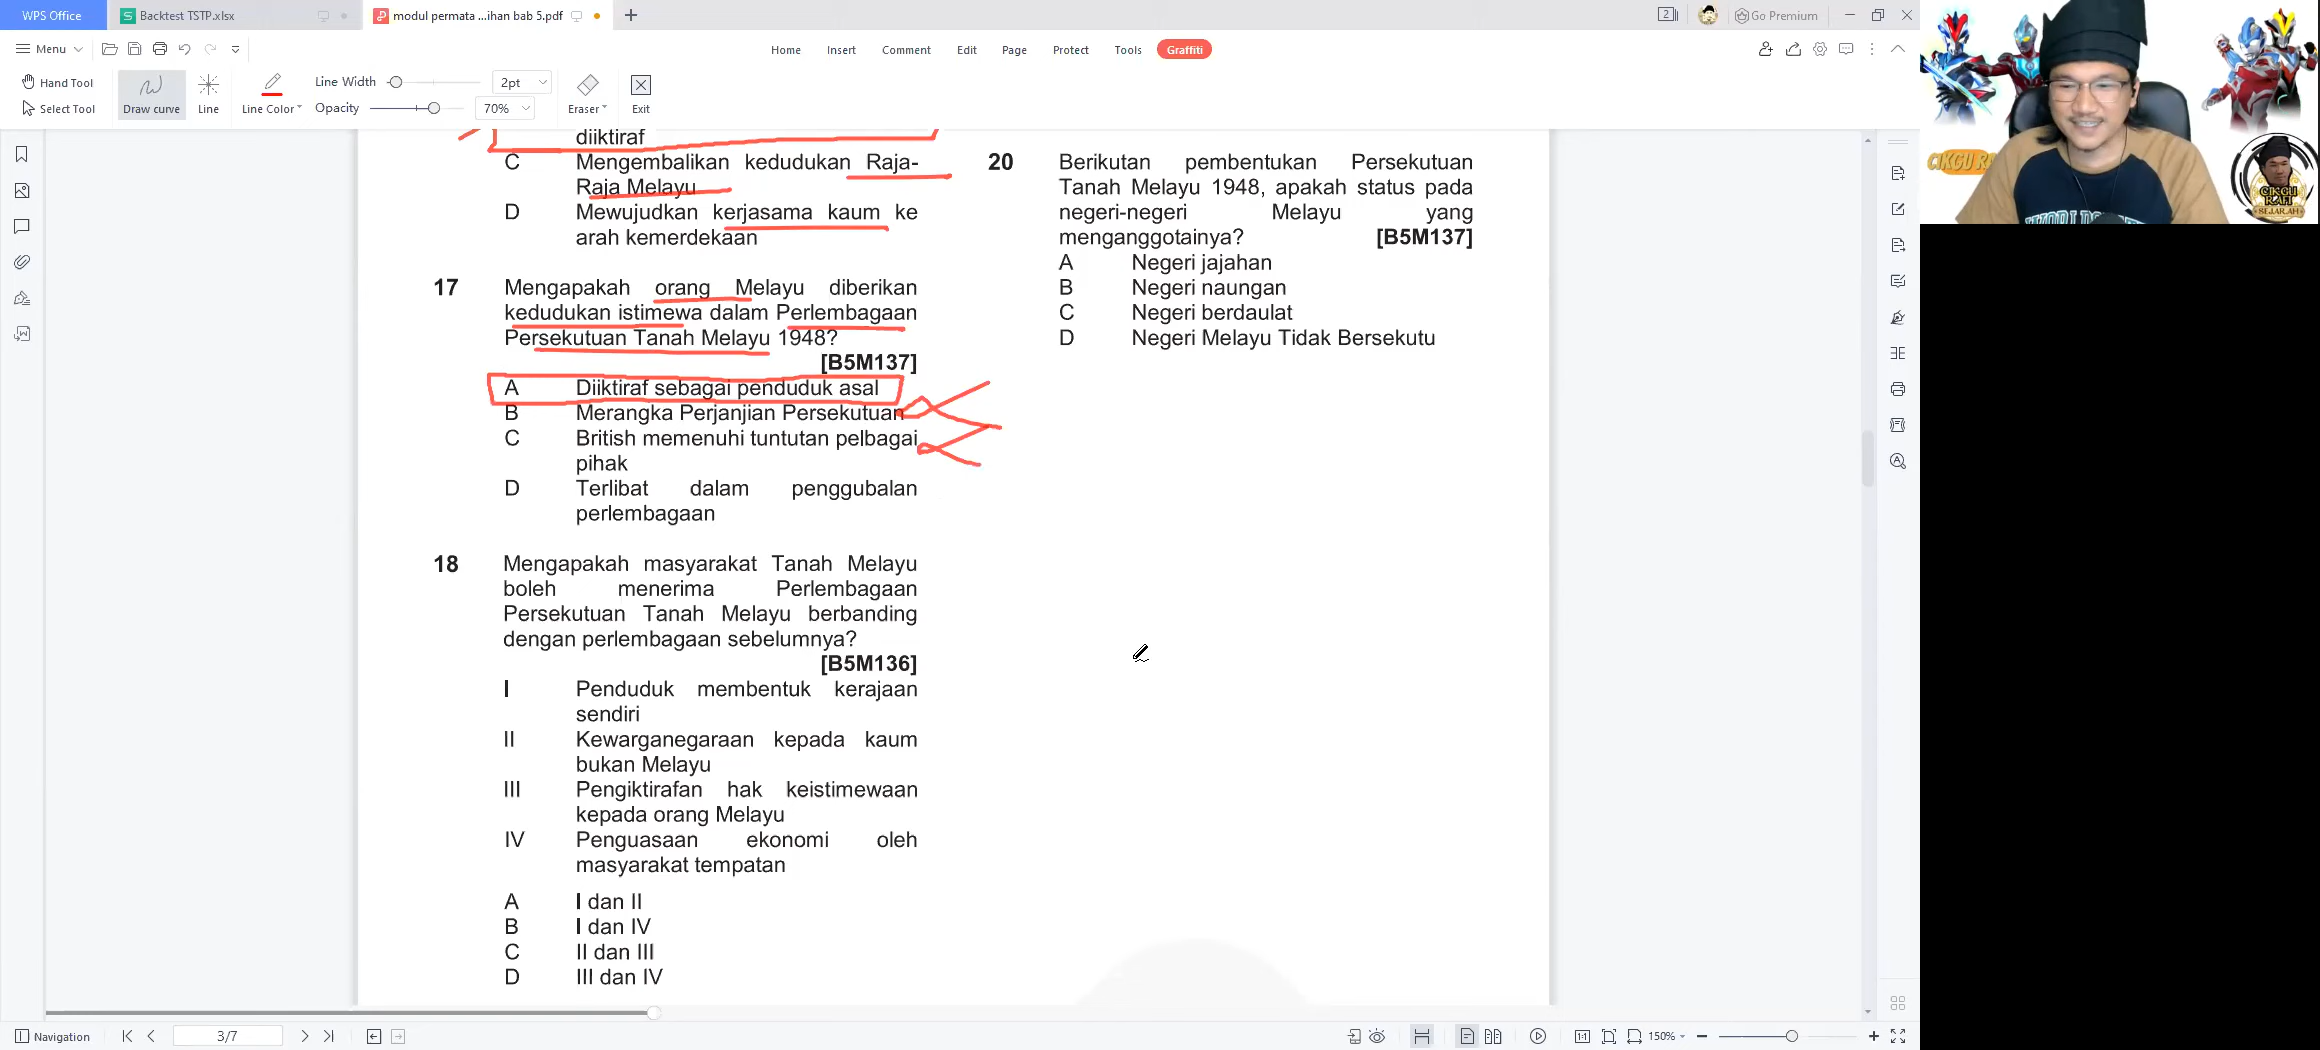 WPS Office
Backtest TSTP.xlsx
modul permata ...ihan bab 5.pdf
2
Go Premium
Menu
Home
Insert
Comment
Edit
Page
Protect
Tools
Graffiti
Hand Tool
Select Tool
Draw curve
Line
Line Color
Line Width
2pt
Opacity
70%
Eraser
Exit
diiktiraf
C Mengembalikan kedudukan Raja-
Raja Melayu
D Mewujudkan kerjasama kaum ke
arah kemerdekaan
17 Mengapakah orang Melayu diberikan
kedudukan istimewa dalam Perlembagaan
Persekutuan Tanah Melayu 1948?
[B5M137]
A Diiktiraf sebagai penduduk asal
B Merangka Perjanjian Persekutuan
C British memenuhi tuntutan pelbagai
pihak
D Terlibat dalam penggubalan
perlembagaan
18 Mengapakah masyarakat Tanah Melayu
boleh menerima Perlembagaan
Persekutuan Tanah Melayu berbanding
dengan perlembagaan sebelumnya?
[B5M136]
I Penduduk membentuk kerajaan
sendiri
II Kewarganegaraan kepada kaum
bukan Melayu
III Pengiktirafan hak keistimewaan
kepada orang Melayu
IV Penguasaan ekonomi oleh
masyarakat tempatan
A I dan II
B I dan IV
C II dan III
D III dan IV
20 Berikutan pembentukan Persekutuan
Tanah Melayu 1948, apakah status pada
negeri-negeri Melayu yang
menganggotainya? [B5M137]
A Negeri jajahan
B Negeri naungan
C Negeri berdaulat
D Negeri Melayu Tidak Bersekutu
CIKGU
CIKGU
RAFI
SEJARAH
Navigation
3/7
1:1
150%